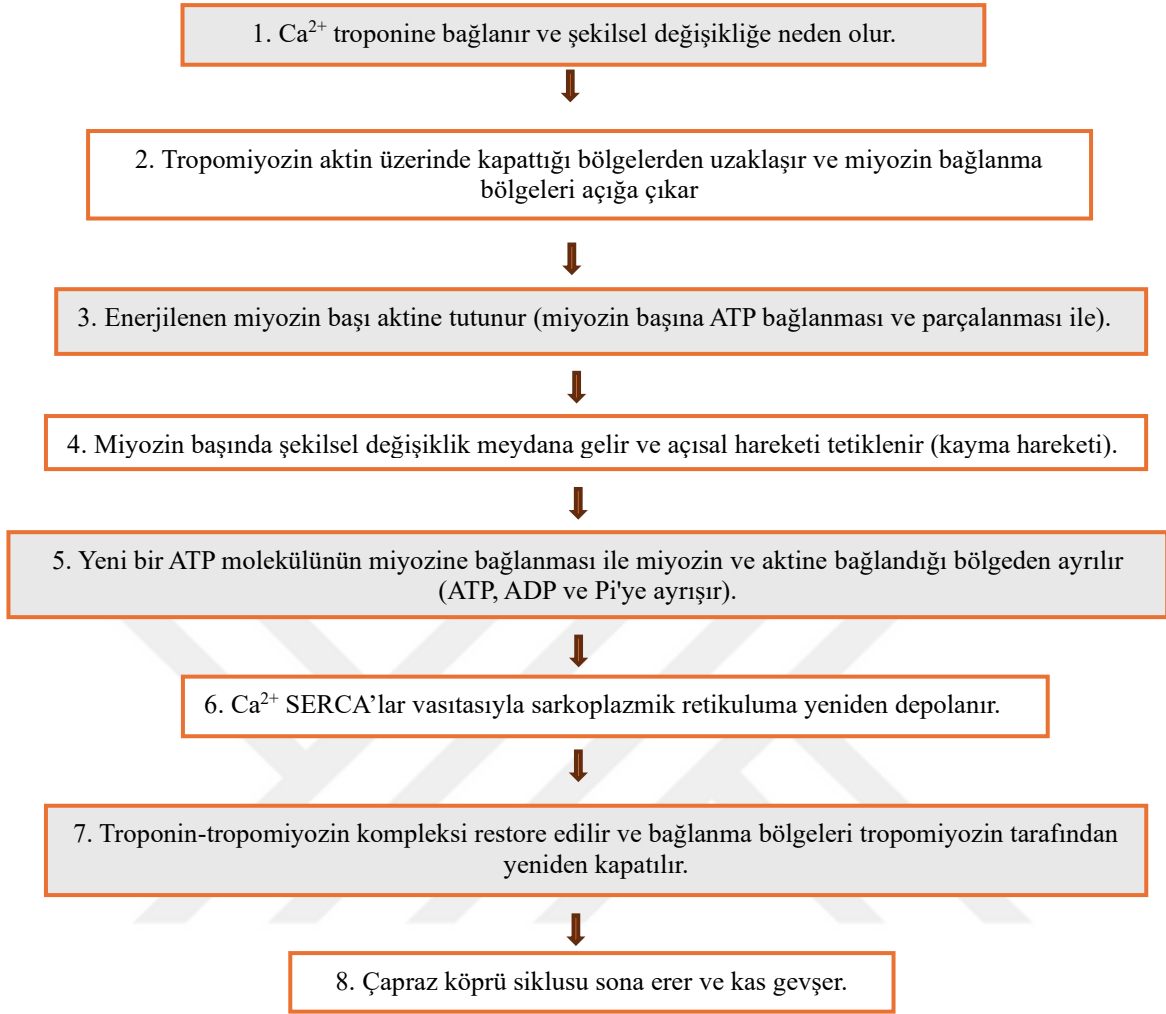 1. Ca²⁺ troponine bağlanır ve şekilsel değişikliğe neden olur.
2. Tropomiyozin aktin üzerinde kapattığı bölgelerden uzaklaşır ve miyozin bağlanma
bölgeleri açığa çıkar
3. Enerjilenen miyozin başı aktine tutunur (miyozin başına ATP bağlanması ve parçalanması ile).
4. Miyozin başında şekilsel değişiklik meydana gelir ve açısal hareketi tetiklenir (kayma hareketi).
5. Yeni bir ATP molekülünün miyozine bağlanması ile miyozin ve aktine bağlandığı bölgeden ayrılır
(ATP, ADP ve Pi'ye ayrışır).
6. Ca²⁺ SERCA’lar vasıtasıyla sarkoplazmik retikuluma yeniden depolanır.
7. Troponin-tropomiyozin kompleksi restore edilir ve bağlanma bölgeleri tropomiyozin tarafından
yeniden kapatılır.
8. Çapraz köprü siklusu sona erer ve kas gevşer.